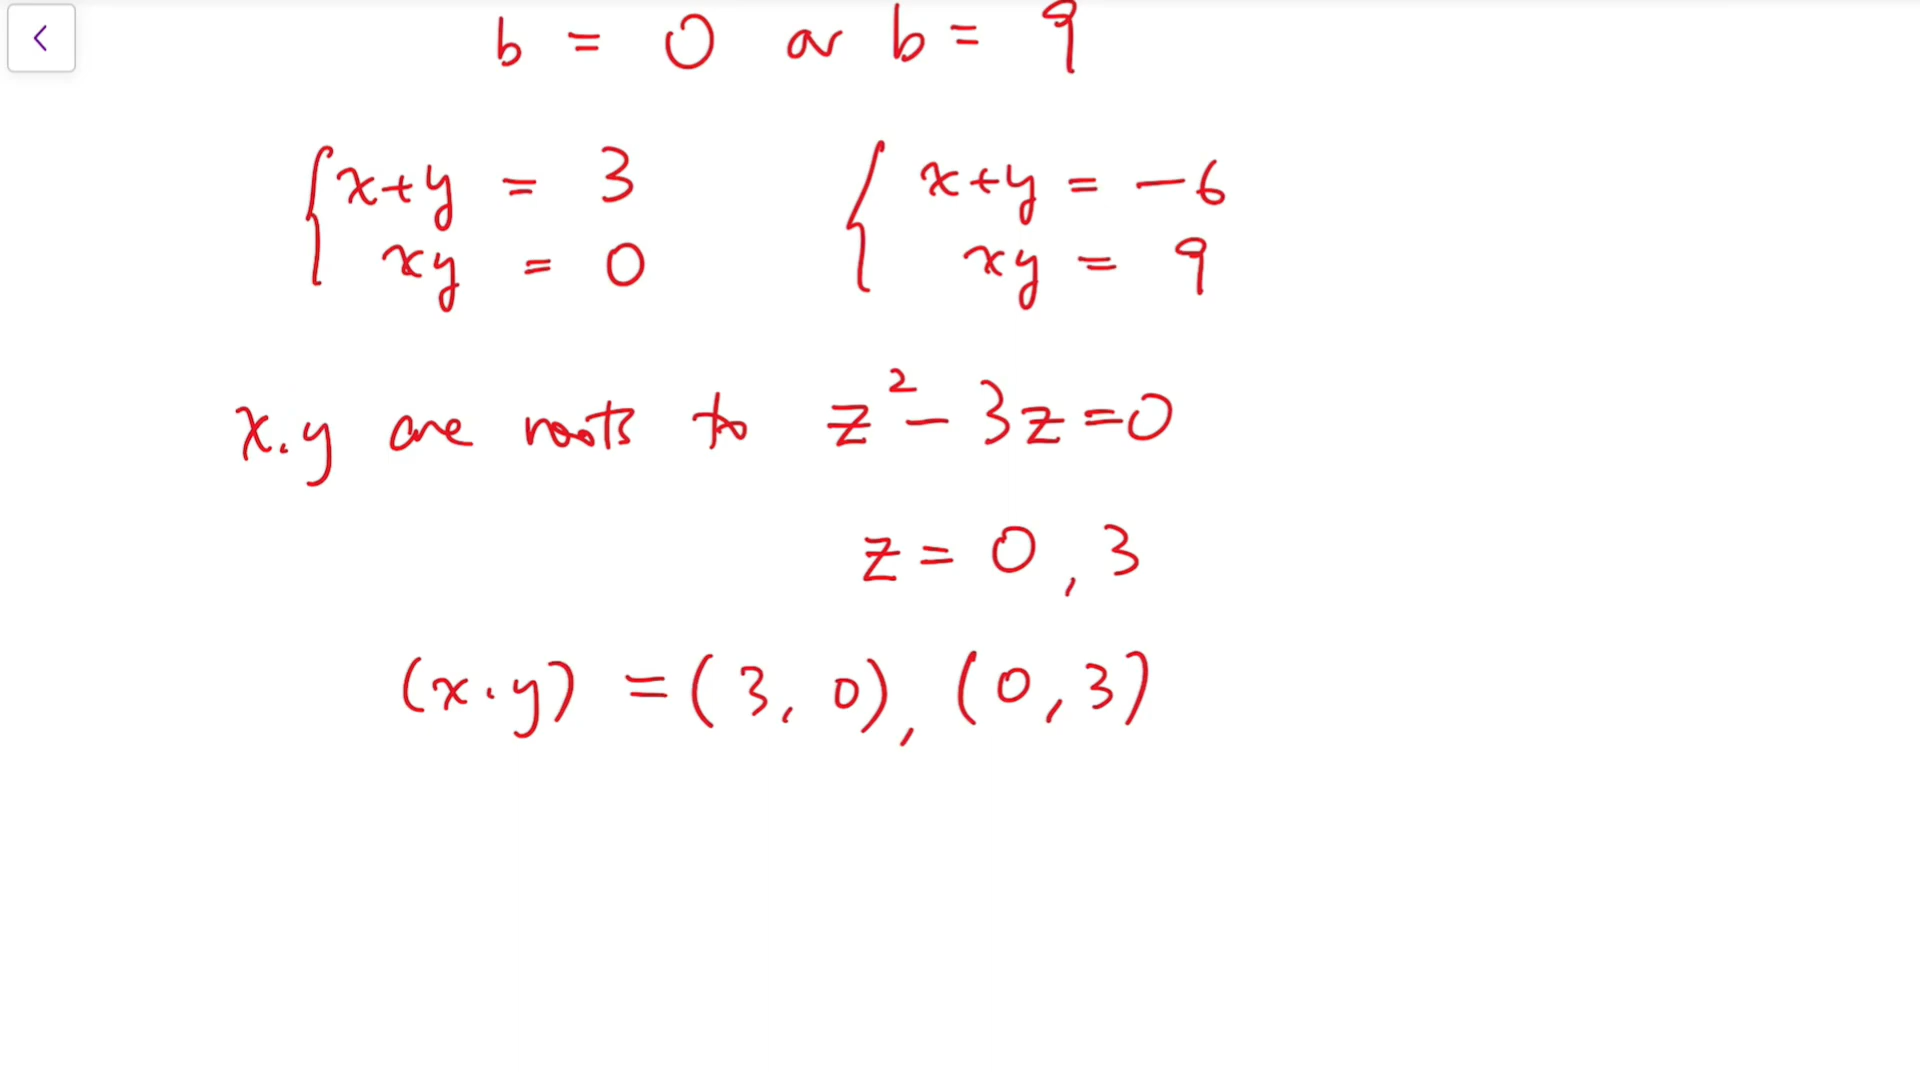 b = 0 or b = 9
{ x+y = 3 { x+y = -6
xy = 0 xy = 9
x.y are roots to z² - 3z = 0
z = 0, 3
(x.y) = (3, 0), (0, 3)